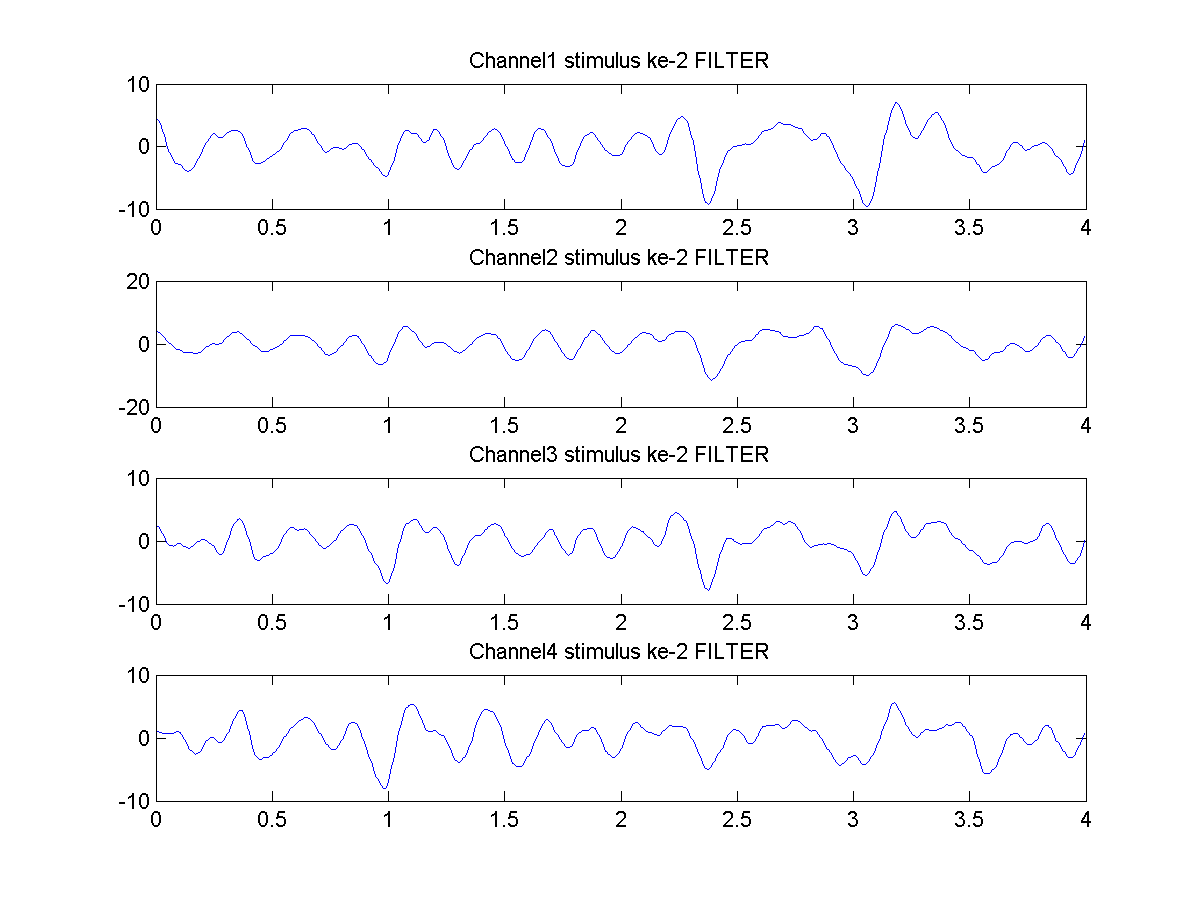 Channel1 stimulus ke-2 FILTER
10
0
-10
0 0.5 1 1.5 2 2.5 3 3.5 4
Channel2 stimulus ke-2 FILTER
20
0
-20
0 0.5 1 1.5 2 2.5 3 3.5 4
Channel3 stimulus ke-2 FILTER
10
0
-10
0 0.5 1 1.5 2 2.5 3 3.5 4
Channel4 stimulus ke-2 FILTER
10
0
-10
0 0.5 1 1.5 2 2.5 3 3.5 4